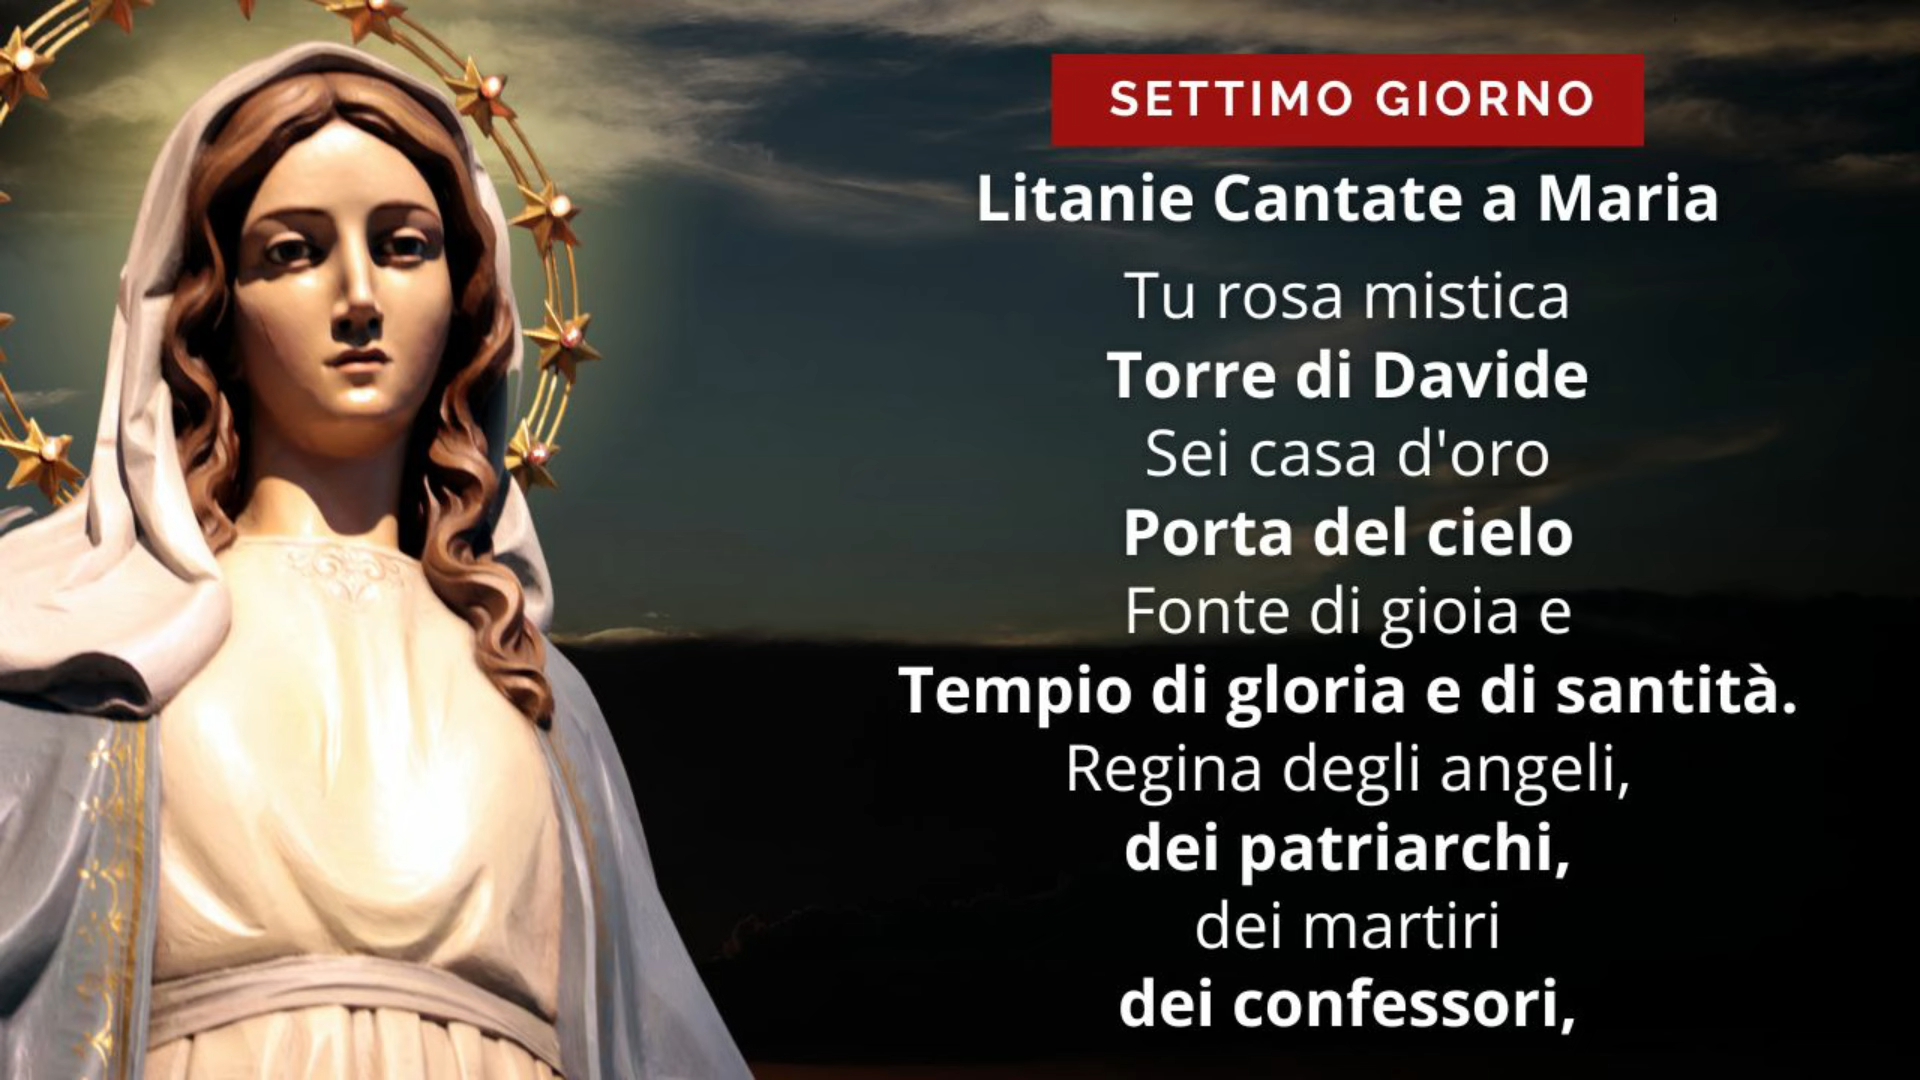 SETTIMO GIORNO
Litanie Cantate a Maria
Tu rosa mistica
Torre di Davide
Sei casa d'oro
Porta del cielo
Fonte di gioia e
Tempio di gloria e di santità.
Regina degli angeli,
dei patriarchi,
dei martiri
dei confessori,